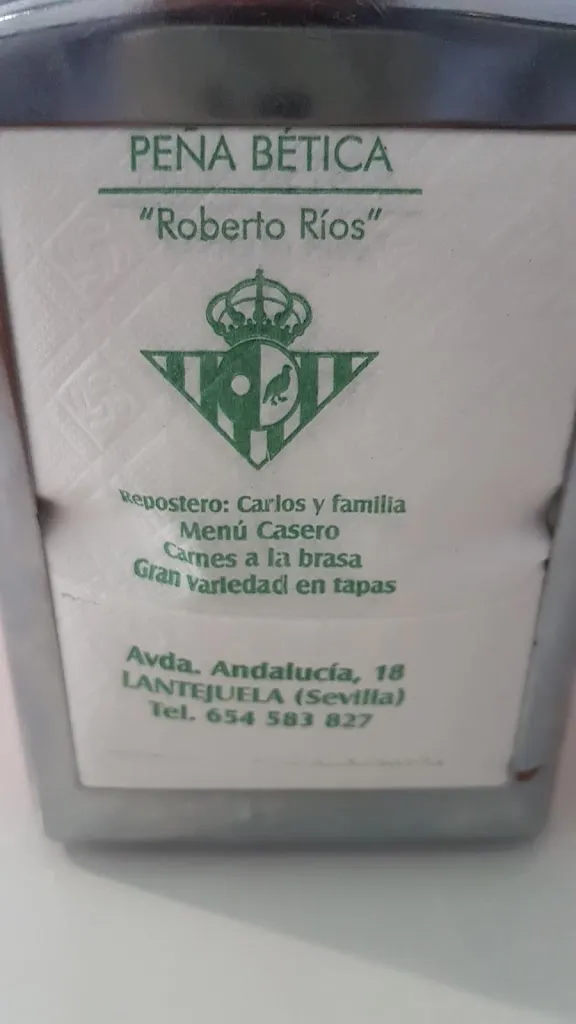 PEÑA BÉTICA
"Roberto Ríos"
Repostero: Carlos y familia
Menú Casero
Carnes a la brasa
Gran variedad en tapas
Avda. Andalucía, 18
LANTEJUELA (Sevilla)
Tel. 654 583 827